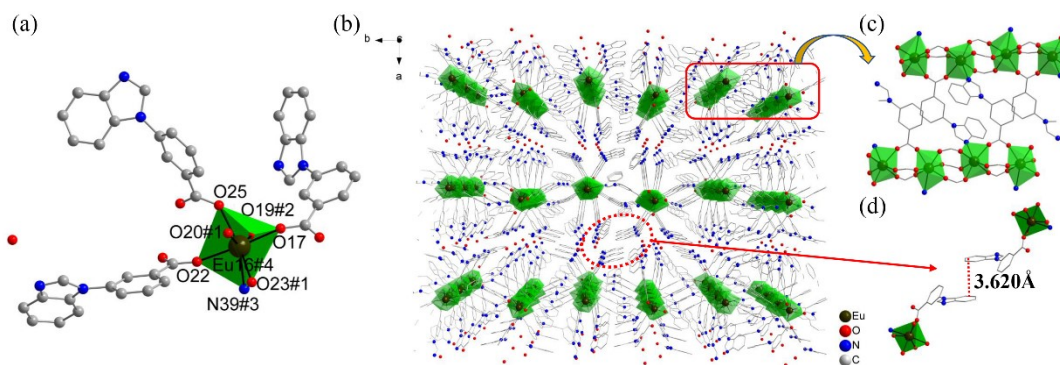 (a)
O25
O19#2
O20#1
O17
O22
Eu16#4
O23#1
N39#3
(b)
b
c
a
(c)
(d)
3.620Å
Eu
O
N
C